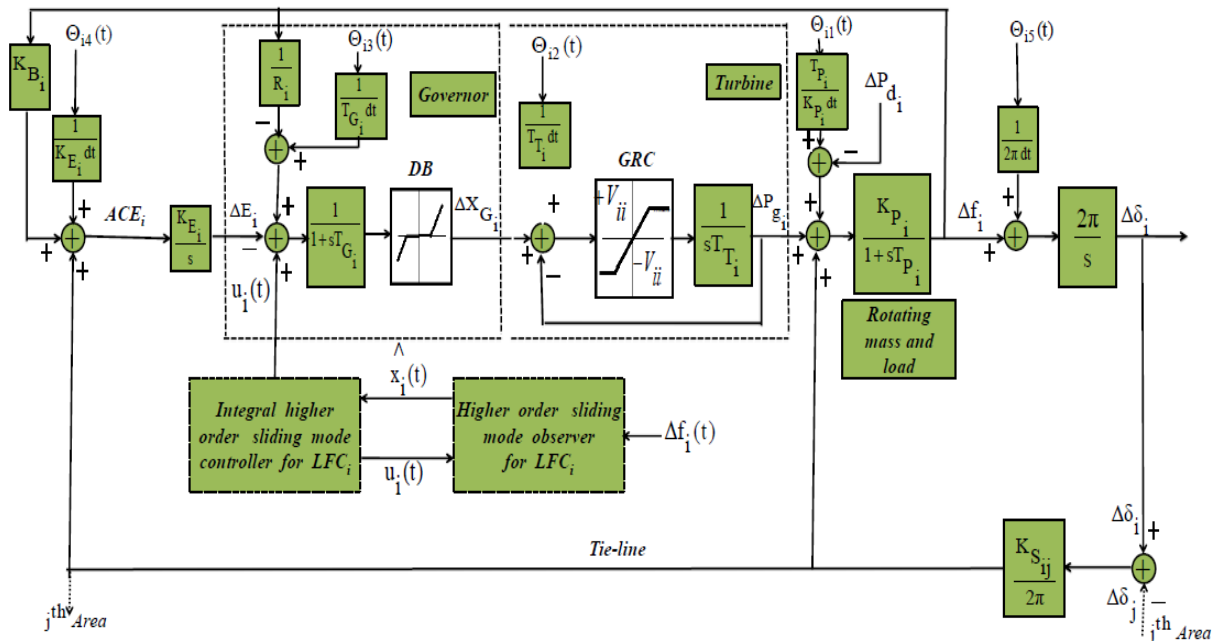 Θi4(t)
Θi3(t)
Θi2(t)
Θi1(t)
Θi5(t)
KBi
1/Ri
1/TGi dt
Governor
1/TTi dt
Turbine
TPi/KPi dt
ΔPdi
1/2π dt
1/KEi dt
−
+
+
−
+
+
DB
GRC
+
+
+
ACEi
KEi/s
ΔEi
−
+
1/1+sTGi
ΔXGi
+
+
+Vii
−Vii
1/sTTi
ΔPgi
+
KPi/1+sTPi
Δfi
+
2π/s
Δδi
+
+
+
+
+
−
+
+
+
+
ui(t)
Rotating
mass and
load
^
xi(t)
Integral higher
order sliding mode
controller for LFCi
Higher order sliding
mode observer
for LFCi
Δfi(t)
ui(t)
Tie-line
KSij/2π
Δδi
+
+
Δδj
−
jth Area
jth Area